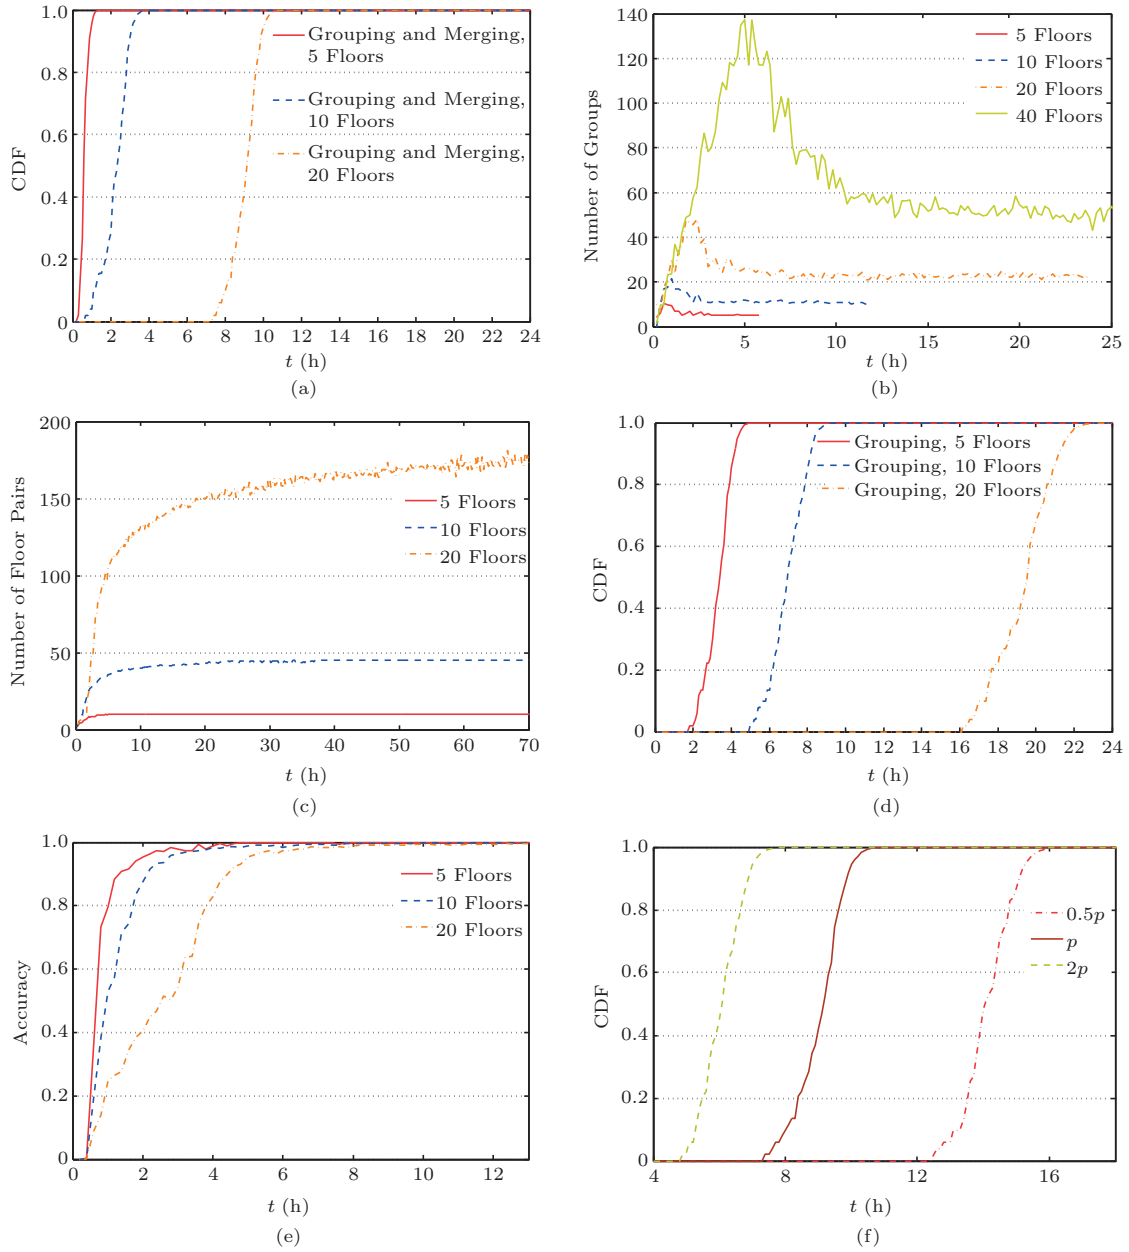 1.0
0.8
0.6
0.4
0.2
0
CDF
Grouping and Merging,
5 Floors
Grouping and Merging,
10 Floors
Grouping and Merging,
20 Floors
0 2 4 6 8 10 12 14 16 18 20 22 24
t (h)
(a)
140
120
100
80
60
40
20
0
Number of Groups
5 Floors
10 Floors
20 Floors
40 Floors
0 5 10 15 20 25
t (h)
(b)
200
150
100
50
0
Number of Floor Pairs
5 Floors
10 Floors
20 Floors
0 10 20 30 40 50 60 70
t (h)
(c)
1.0
0.8
0.6
0.4
0.2
0
CDF
Grouping, 5 Floors
Grouping, 10 Floors
Grouping, 20 Floors
0 2 4 6 8 10 12 14 16 18 20 22 24
t (h)
(d)
1.0
0.8
0.6
0.4
0.2
0
Accuracy
5 Floors
10 Floors
20 Floors
0 2 4 6 8 10 12
t (h)
(e)
1.0
0.8
0.6
0.4
0.2
0
CDF
0.5p
p
2p
4 8 12 16
t (h)
(f)